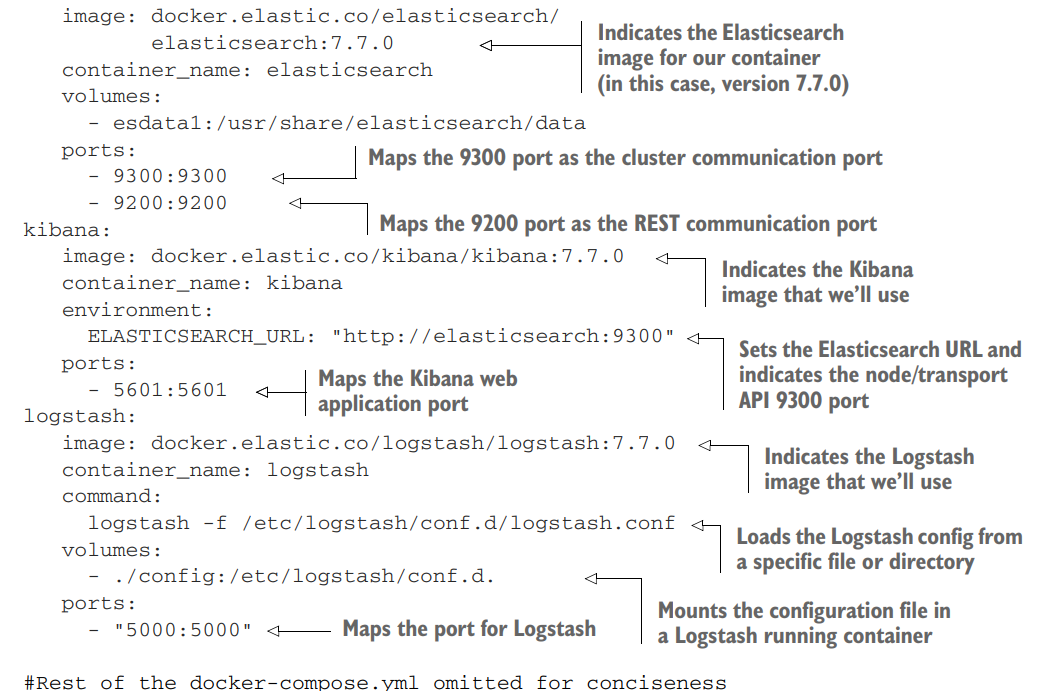 image: docker.elastic.co/elasticsearch/
elasticsearch:7.7.0
Indicates the Elasticsearch
image for our container
(in this case, version 7.7.0)
container_name: elasticsearch
volumes:
- esdata1:/usr/share/elasticsearch/data
ports:
- 9300:9300
Maps the 9300 port as the cluster communication port
- 9200:9200
Maps the 9200 port as the REST communication port
kibana:
image: docker.elastic.co/kibana/kibana:7.7.0
Indicates the Kibana
image that we'll use
container_name: kibana
environment:
ELASTICSEARCH_URL: "http://elasticsearch:9300"
Sets the Elasticsearch URL and
indicates the node/transport
API 9300 port
ports:
- 5601:5601
Maps the Kibana web
application port
logstash:
image: docker.elastic.co/logstash/logstash:7.7.0
Indicates the Logstash
image that we'll use
container_name: logstash
command:
logstash -f /etc/logstash/conf.d/logstash.conf
Loads the Logstash config from
a specific file or directory
volumes:
- ./config:/etc/logstash/conf.d.
Mounts the configuration file in
a Logstash running container
ports:
- "5000:5000"
Maps the port for Logstash
#Rest of the docker-compose.yml omitted for conciseness